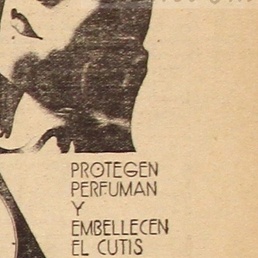 PROTEGEN
PERFUMAN
Y
EMBELLECEN
EL CUTIS